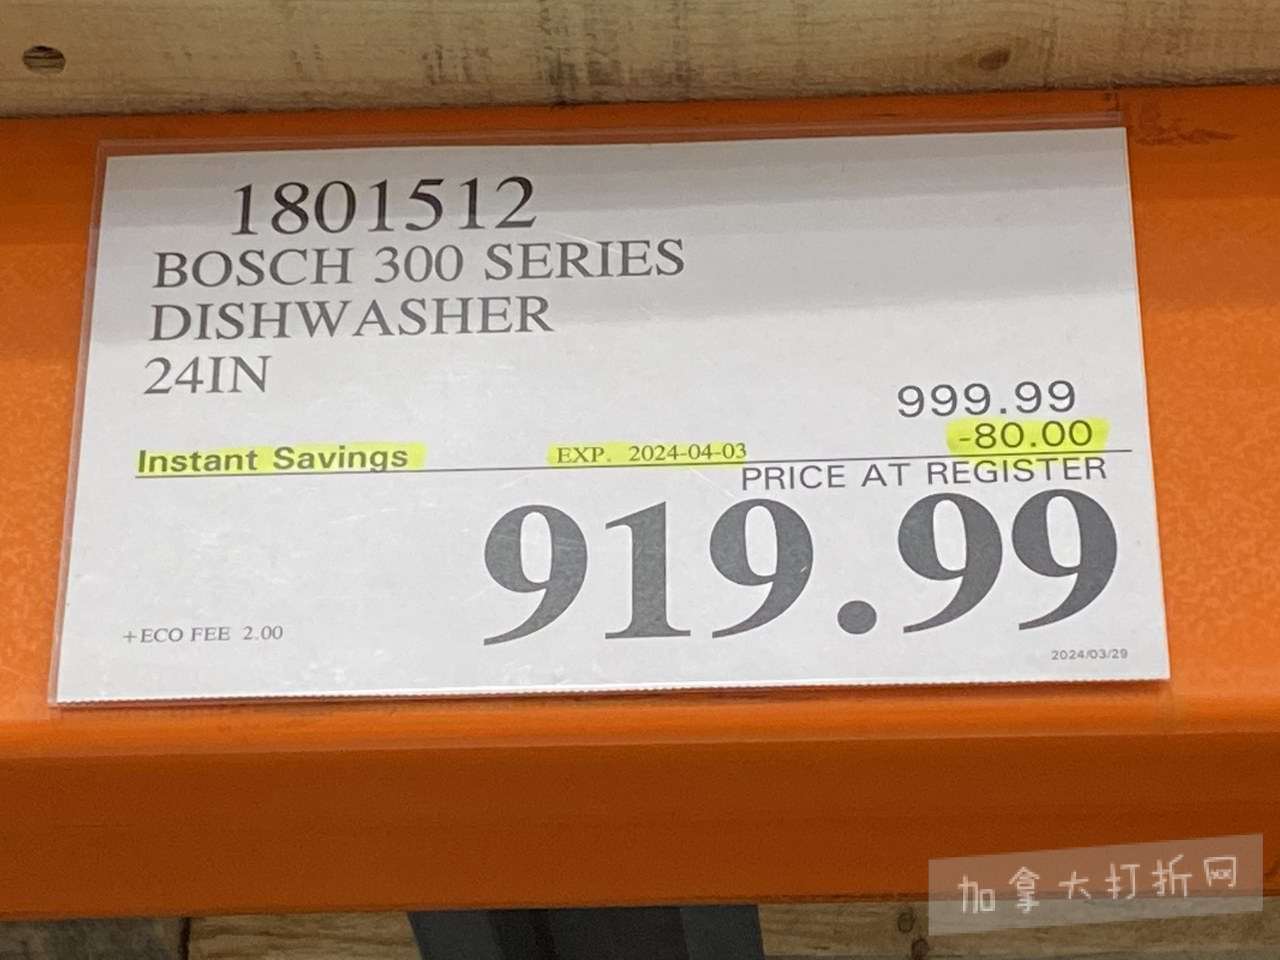 1801512
BOSCH 300 SERIES
DISHWASHER
24IN
999.99
-80.00
Instant Savings EXP. 2024-04-03
PRICE AT REGISTER
919.99
+ECO FEE 2.00
2024/03/29
加拿大打折网